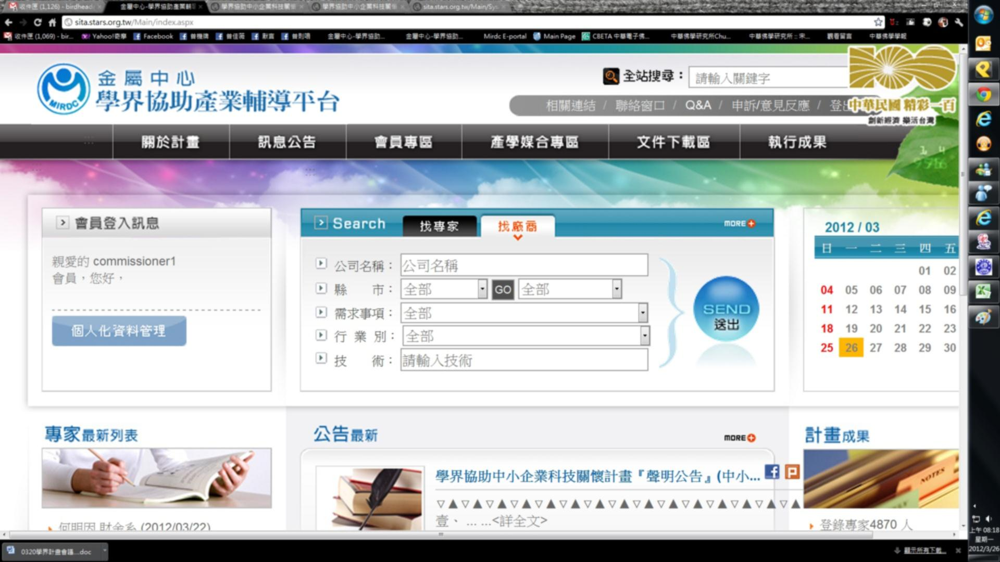 收件匣 (1,126) - birdhead
金屬中心-學界協助產業輔
學界協助中小企業科技關
學界協助中小企業科技關
sita.stars.org.tw/Main/Sys
sita.stars.org.tw/Main/index.aspx
收件匣 (1,069) - bir... Yahoo!奇摩 Facebook 曾佳薇 金屬中心-學界協助... 金屬中心-學界協助... Mirdc E-portal Main Page CBETA 中華電子佛... 中華佛學研究所Chu... 中華佛學研究所 :: 宋... 觀看留言 中華佛學學報
MIRDC
金屬中心
學界協助產業輔導平台
全站搜尋：
請輸入關鍵字
100
中華民國 精彩一百
創新經濟 樂活台灣
相關連結 / 聯絡窗口 / Q&A / 申訴/意見反應 / 登出
關於計畫
訊息公告
會員專區
產學媒合專區
文件下載區
執行成果
會員登入訊息
親愛的 commissioner1
會員，您好，
個人化資料管理
Search
找專家
找廠商
MORE
公司名稱：
公司名稱
縣 市：
全部
GO
全部
需求事項：
全部
行 業 別：
全部
技 術：
請輸入技術
SEND
送出
2012 / 03
日 一 二 三 四 五
01 02
04 05 06 07 08 09
11 12 13 14 15 16
18 19 20 21 22 23
25 26 27 28 29 30
專家最新列表
何明因 財金系 (2012/03/22)
公告最新
MORE
學界協助中小企業科技關懷計畫『聲明公告』(中小...
▽▲▽▲▽▲▽▲▽▲▽▲▽▲▽▲▽▲▽▲▽▲▽▲▽▲▽▲▽▲
壹、 ... ...<詳全文>
計畫成果
NOTES
登錄專家4870 人
0320學界計畫會議....doc
顯示所有下載...
上午 08:18
星期一
2012/3/26